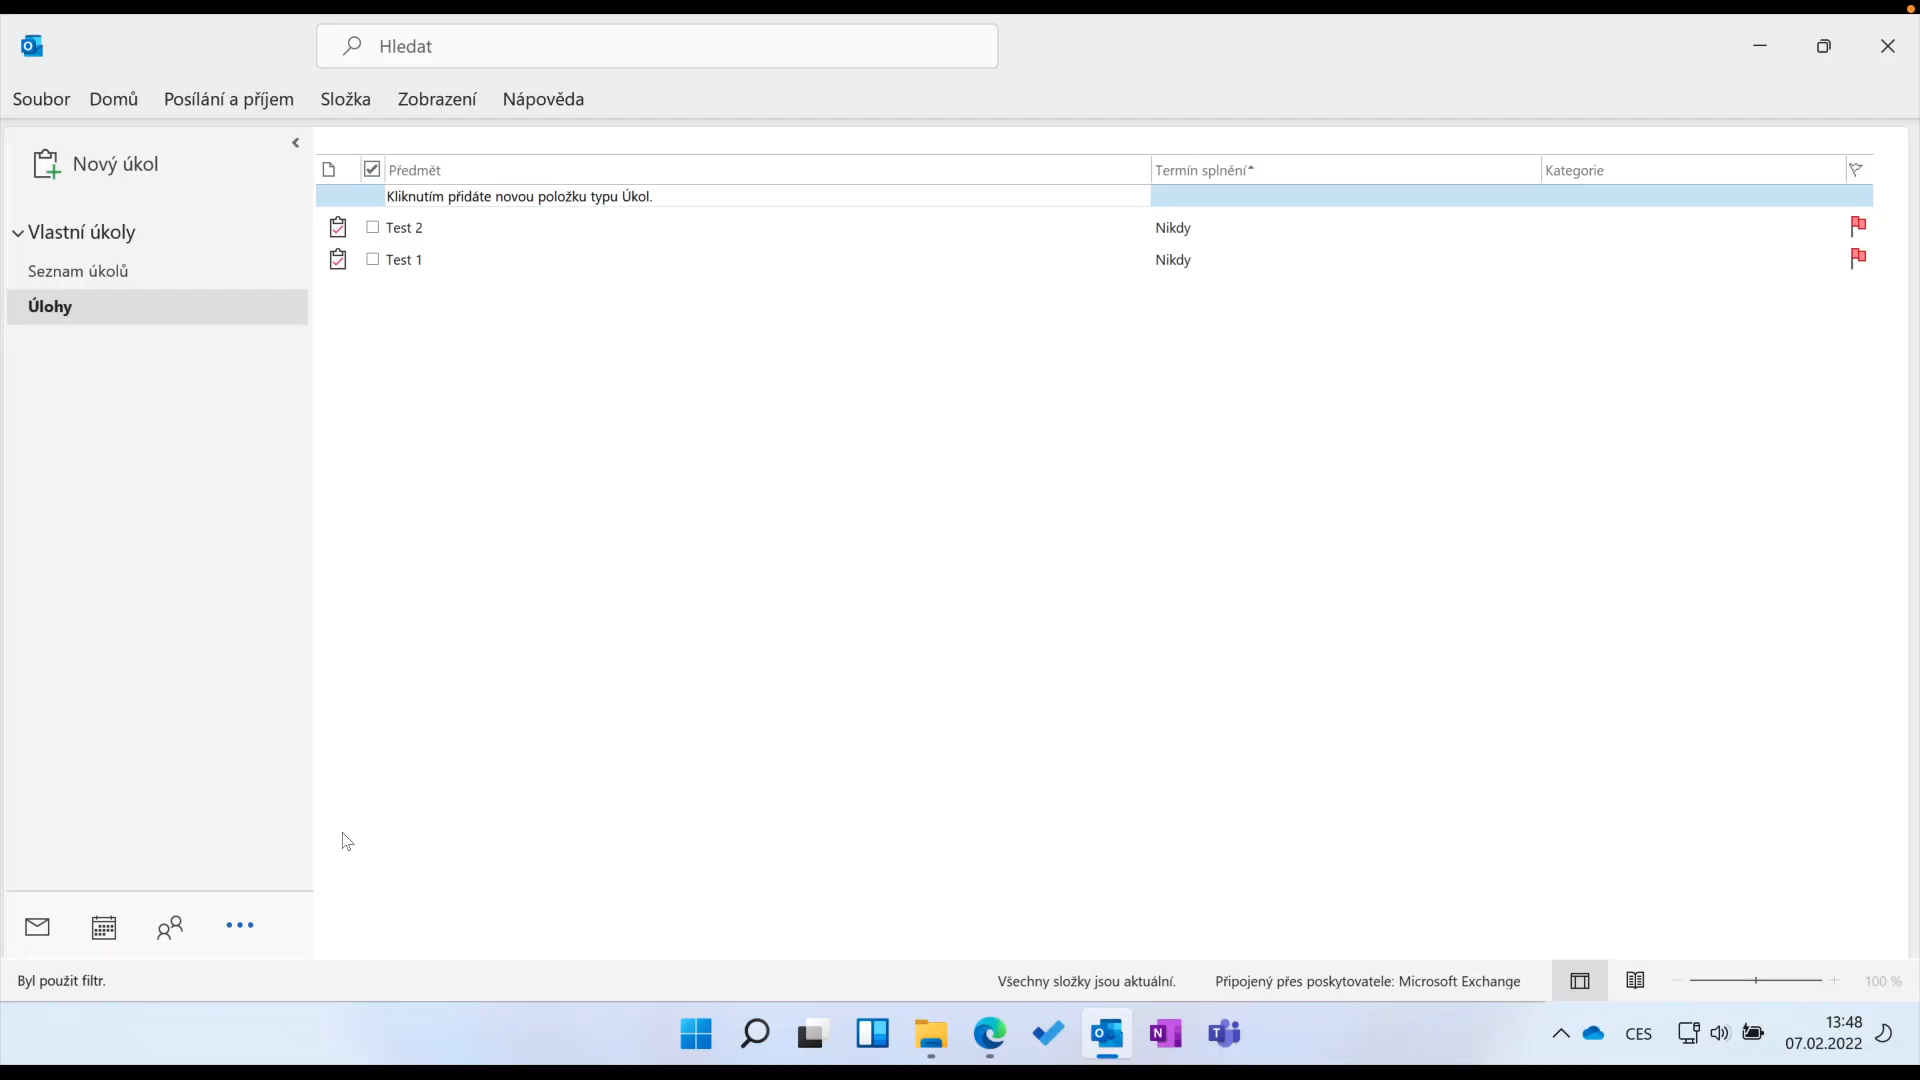 Hledat
Soubor Domů Posílání a příjem Složka Zobrazení Nápověda
Nový úkol
Vlastní úkoly
Seznam úkolů
Úlohy
Předmět Termín splnění Kategorie
Kliknutím přidáte novou položku typu Úkol.
Test 2 Nikdy
Test 1 Nikdy
Byl použit filtr. Všechny složky jsou aktuální. Připojený přes poskytovatele: Microsoft Exchange 100 %
CES
13:48
07.02.2022